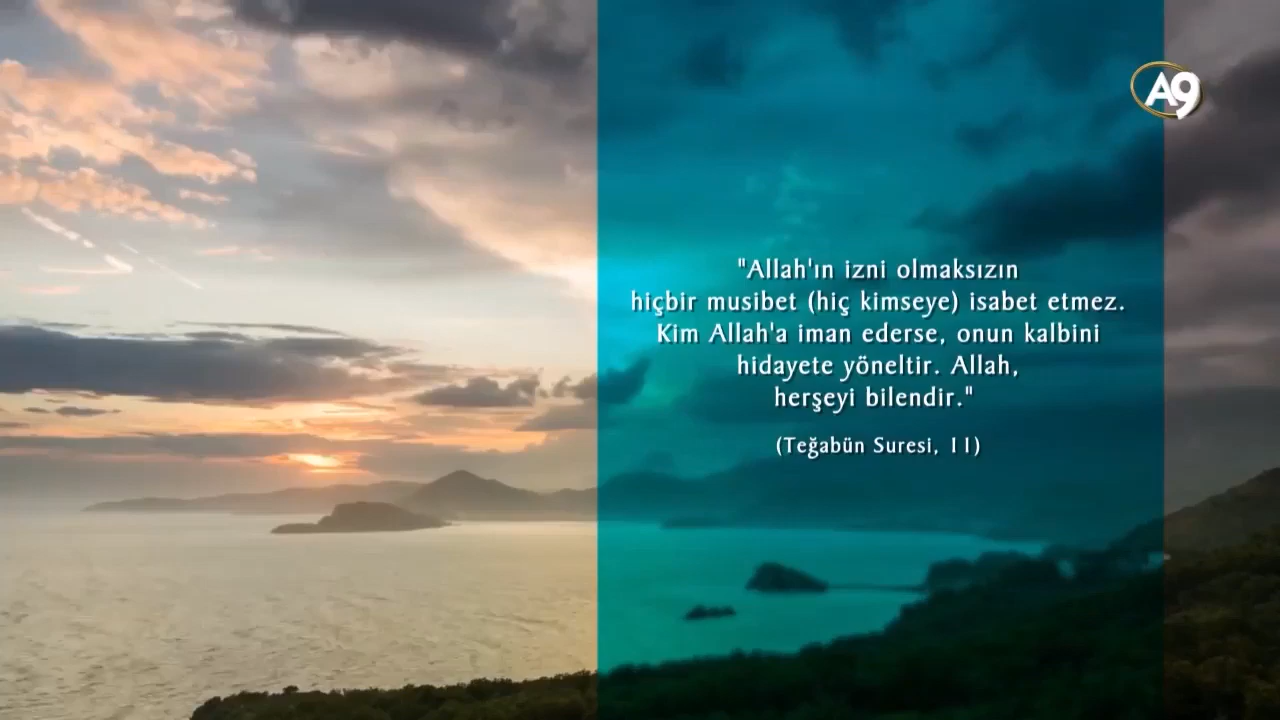 A9
"Allah'ın izni olmaksızın
hiçbir musibet (hiç kimseye) isabet etmez.
Kim Allah'a iman ederse, onun kalbini
hidayete yöneltir. Allah,
herşeyi bilendir."
(Teğabün Suresi, 11)